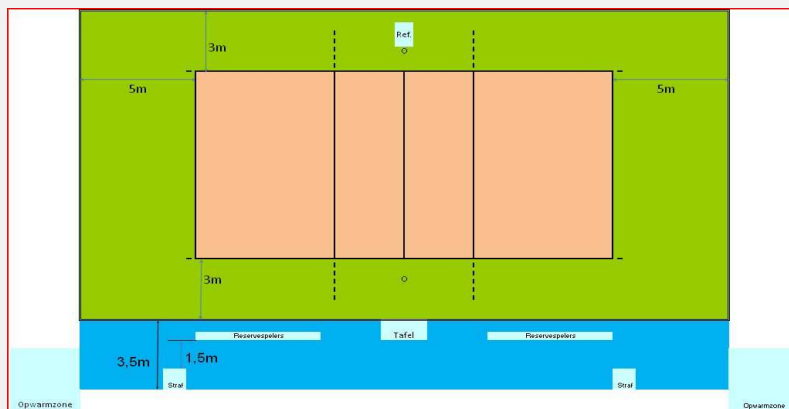 Ref.
3m
5m
5m
3m
Reservespelers
Tafel
Reservespelers
3,5m
1,5m
Straf
Straf
Opwarmzone
Opwarmzone